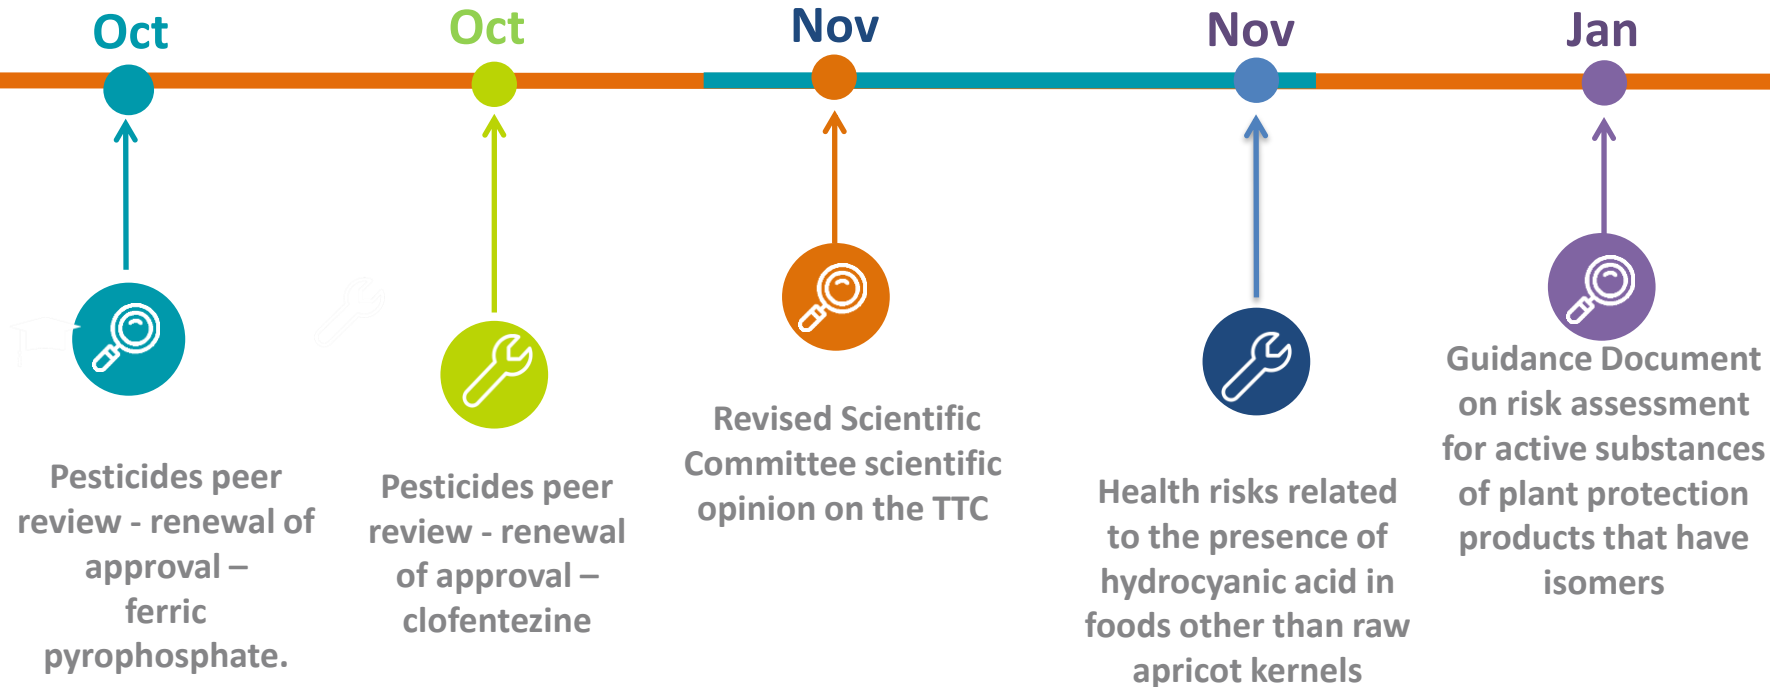 Oct
Oct
Nov
Nov
Jan
Pesticides peer
review - renewal of
approval –
ferric
pyrophosphate.
Pesticides peer
review - renewal
of approval –
clofentezine
Revised Scientific
Committee scientific
opinion on the TTC
Health risks related
to the presence of
hydrocyanic acid in
foods other than raw
apricot kernels
Guidance Document
on risk assessment
for active substances
of plant protection
products that have
isomers